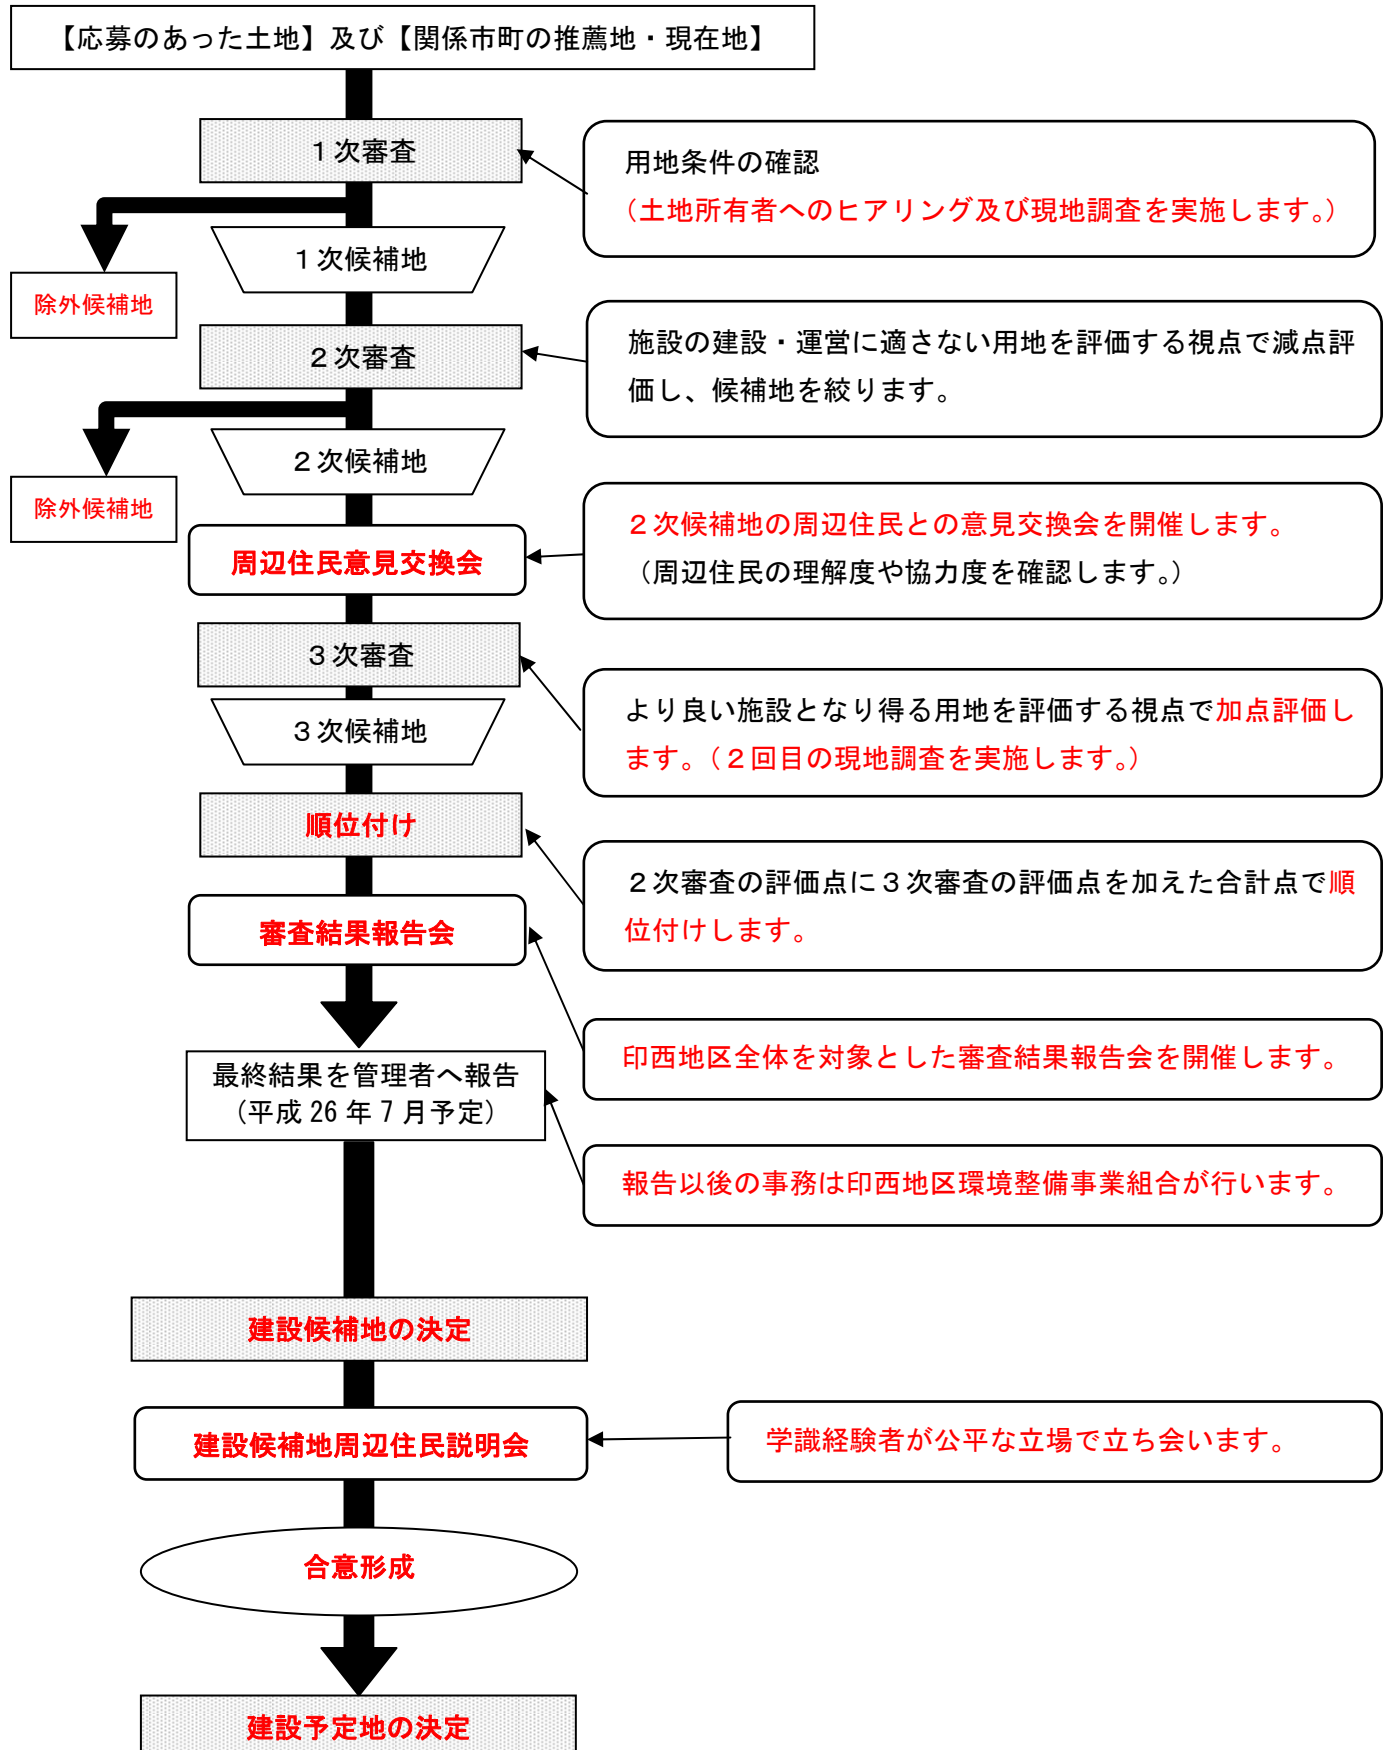 【応募のあった土地】及び【関係市町の推薦地・現在地】
１次審査
用地条件の確認
（土地所有者へのヒアリング及び現地調査を実施します。）
１次候補地
除外候補地
２次審査
施設の建設・運営に適さない用地を評価する視点で減点評
価し、候補地を絞ります。
２次候補地
除外候補地
周辺住民意見交換会
２次候補地の周辺住民との意見交換会を開催します。
（周辺住民の理解度や協力度を確認します。）
３次審査
より良い施設となり得る用地を評価する視点で加点評価し
ます。（２回目の現地調査を実施します。）
３次候補地
順位付け
２次審査の評価点に３次審査の評価点を加えた合計点で順
位付けします。
審査結果報告会
印西地区全体を対象とした審査結果報告会を開催します。
最終結果を管理者へ報告
（平成 26 年 7 月予定）
報告以後の事務は印西地区環境整備事業組合が行います。
建設候補地の決定
建設候補地周辺住民説明会
学識経験者が公平な立場で立ち会います。
合意形成
建設予定地の決定